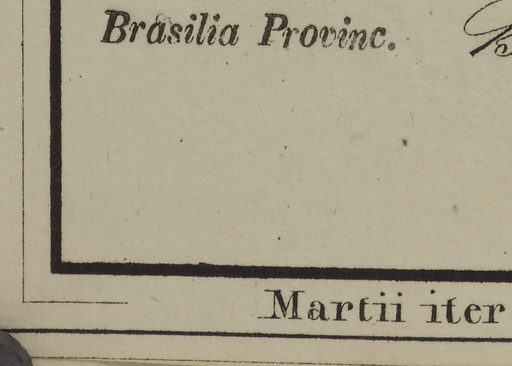 Brasilia Provinc.
Martii iter